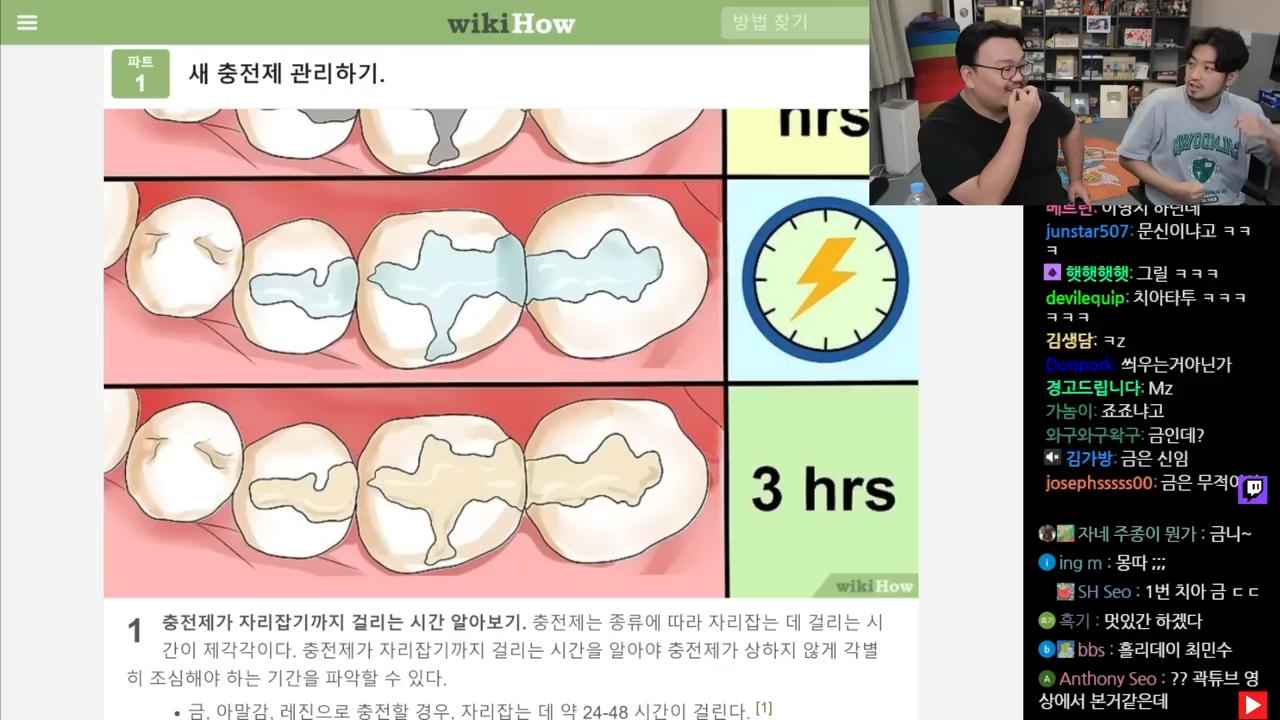 wikiHow
방법 찾기
파트
1
새 충전제 관리하기.
hrs
3 hrs
wikiHow
1 충전제가 자리잡기까지 걸리는 시간 알아보기. 충전제는 종류에 따라 자리잡는 데 걸리는 시
간이 제각각이다. 충전제가 자리잡기까지 걸리는 시간을 알아야 충전제가 상하지 않게 각별
히 조심해야 하는 기간을 파악할 수 있다.
• 금, 아말감, 레진으로 충전할 경우, 자리잡는 데 약 24-48 시간이 걸린다. [1]
junstar507: 문신이냐고 ㅋㅋ
ㅋ
햇햇햇햇: 그릴 ㅋㅋㅋ
devilequip: 치아타투 ㅋㅋㅋ
ㅋㅋㅋ
김생담: ㅋz
Donpork: 씌우는거아닌가
경고드립니다: Mz
가놈이: 죠죠냐고
와구와구왁구: 금인데?
김가방: 금은 신임
josephsssss00: 금은 무적
자네 주종이 뭔가 : 금니~
ing m : 몽따 ;;;
SH Seo : 1번 치아 금 ㄷㄷ
흑기 : 멋있간 하겠다
bbs : 홀리데이 최민수
Anthony Seo : ?? 곽튜브 영
상에서 본거같은데